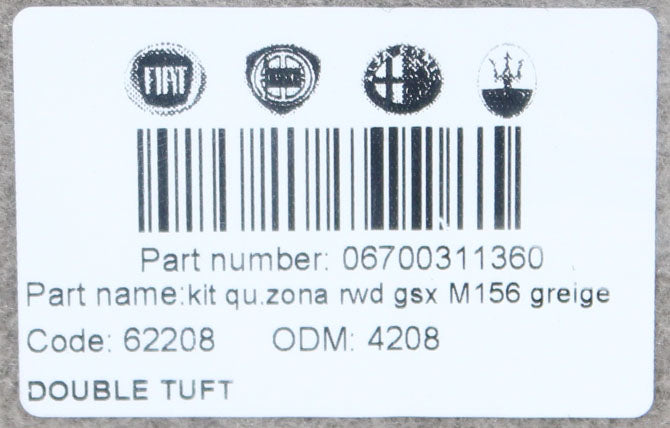 FIAT
Part number: 06700311360
Part name:kit qu.zona rwd gsx M156 greige
Code: 62208 ODM: 4208
DOUBLE TUFT